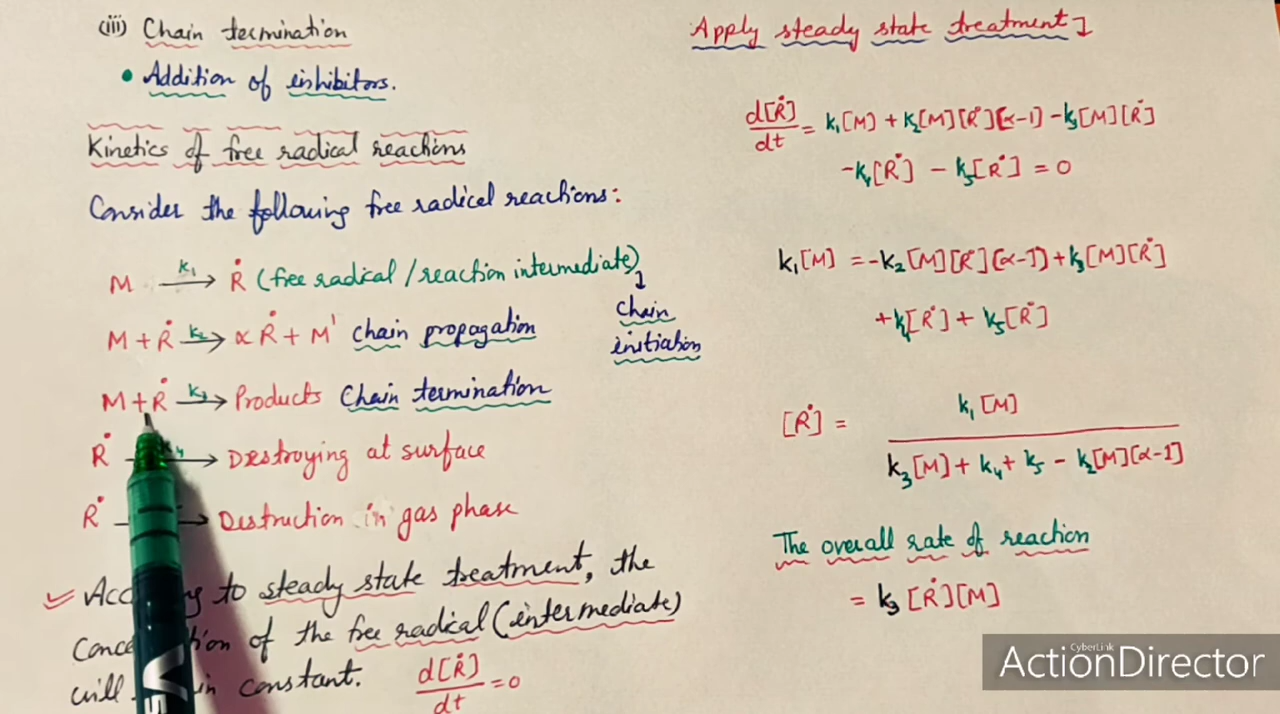 (iii) Chain termination
• Addition of inhibitors.
Kinetics of free radical reactions
Consider the following free radical reactions:
M —k₁→ Ṙ (free radical/reaction intermediate)
↓
Chain
initiation
M + Ṙ —k₂→ ∝Ṙ + M' Chain propagation
M + Ṙ —k₃→ Products Chain termination
Ṙ → Destroying at surface
R• → Destruction in gas phase
✓ to steady state treatment, the
of the free radical (intermediate)
will constant. d[Ṙ]/dt = 0
Apply steady state treatment]
d[Ṙ]/dt = k₁[M] + k₂[M][R•][∝-1) - k₃[M][R•]
-k₄[R•] - k₅[R•] = 0
k₁[M] = -k₂[M][R•](∝-1)) + k₃[M][R•]
+ k₄[R•] + k₅[R•]
[R•] = k₁[M] / k₃[M] + k₄ + k₅ - k₂[M][∝-1)]
The overall rate of reaction
= k₃[Ṙ][M]
CyberLink
ActionDirector